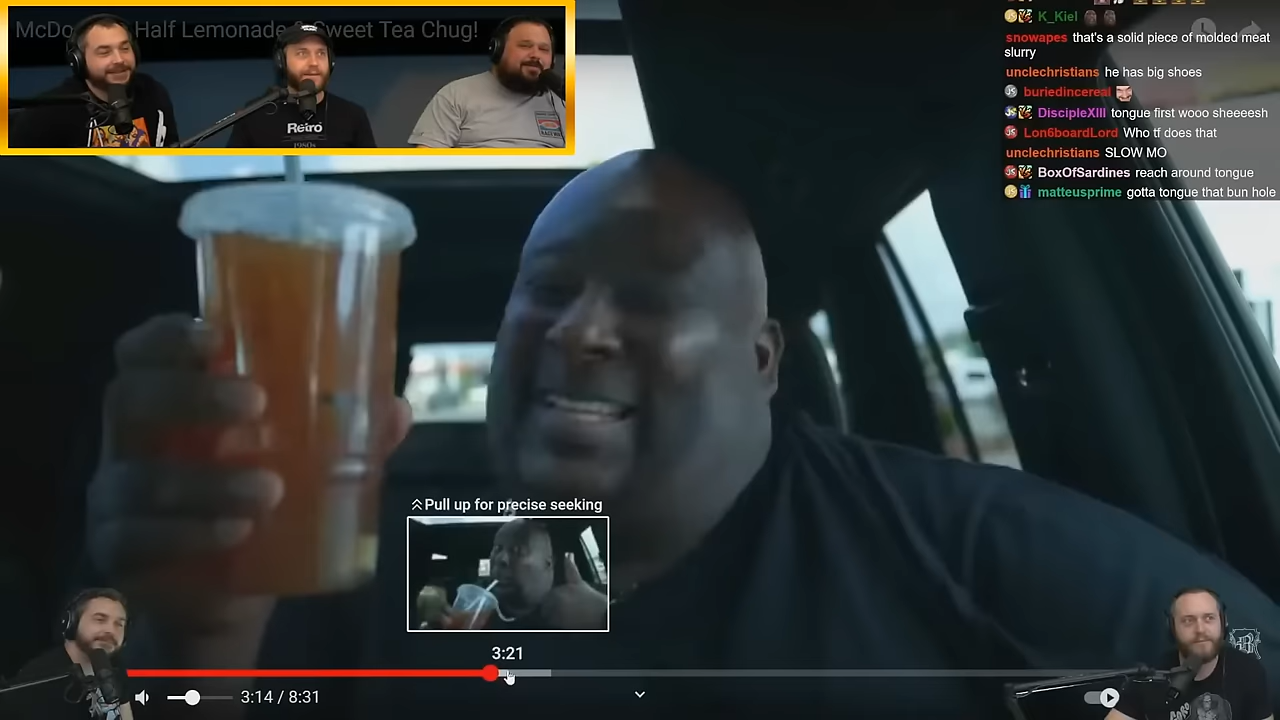 McDo Half Lemonade & Sweet Tea Chug!
Retro
1980s
K_Kiel
snowapes that's a solid piece of molded meat
slurry
unclechristians he has big shoes
buriedincereal
DiscipleXIII tongue first wooo sheeeesh
Lon6boardLord Who tf does that
unclechristians SLOW MO
BoxOfSardines reach around tongue
matteusprime gotta tongue that bun hole
Pull up for precise seeking
3:21
3:14 / 8:31